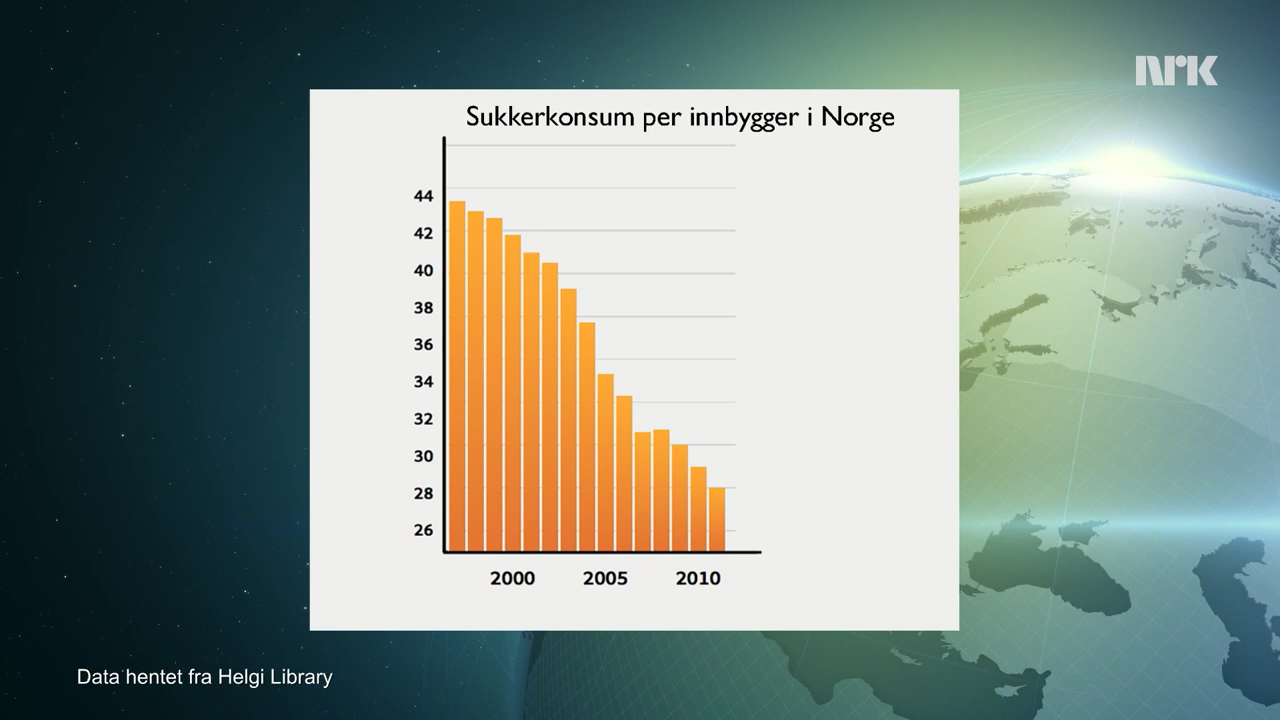 NRK
Sukkerkonsum per innbygger i Norge
44
42
40
38
36
34
32
30
28
26
2000 2005 2010
Data hentet fra Helgi Library